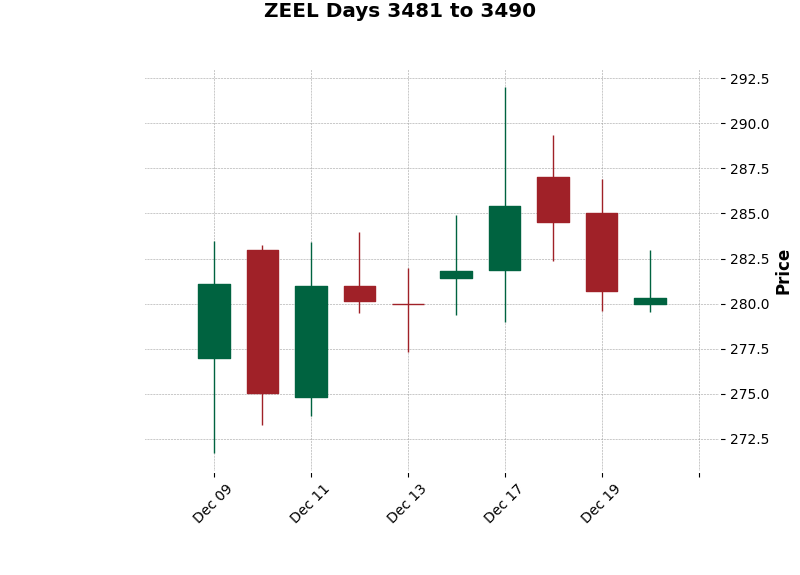 ZEEL Days 3481 to 3490
292.5
290.0
287.5
285.0
282.5
280.0
277.5
275.0
272.5
Price
Dec 09
Dec 11
Dec 13
Dec 17
Dec 19